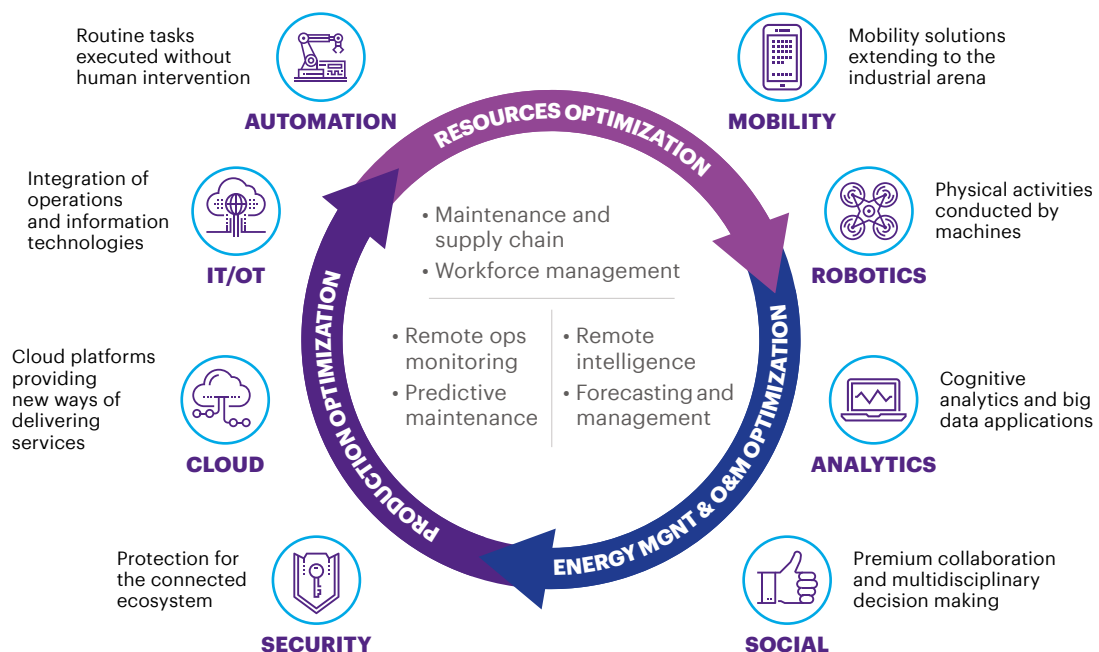 Routine tasks
executed without
human intervention
AUTOMATION
Mobility solutions
extending to the
industrial arena
MOBILITY
Integration of
operations
and information
technologies
IT/OT
Physical activities
conducted by
machines
ROBOTICS
Cloud platforms
providing
new ways of
delivering
services
CLOUD
Cognitive
analytics and big
data applications
ANALYTICS
Protection for
the connected
ecosystem
SECURITY
Premium collaboration
and multidisciplinary
decision making
SOCIAL
RESOURCES OPTIMIZATION
ENERGY MGNT & O&M OPTIMIZATION
PRODUCTION OPTIMIZATION
• Maintenance and
supply chain
• Workforce management
• Remote ops
monitoring
• Predictive
maintenance
• Remote
intelligence
• Forecasting and
management